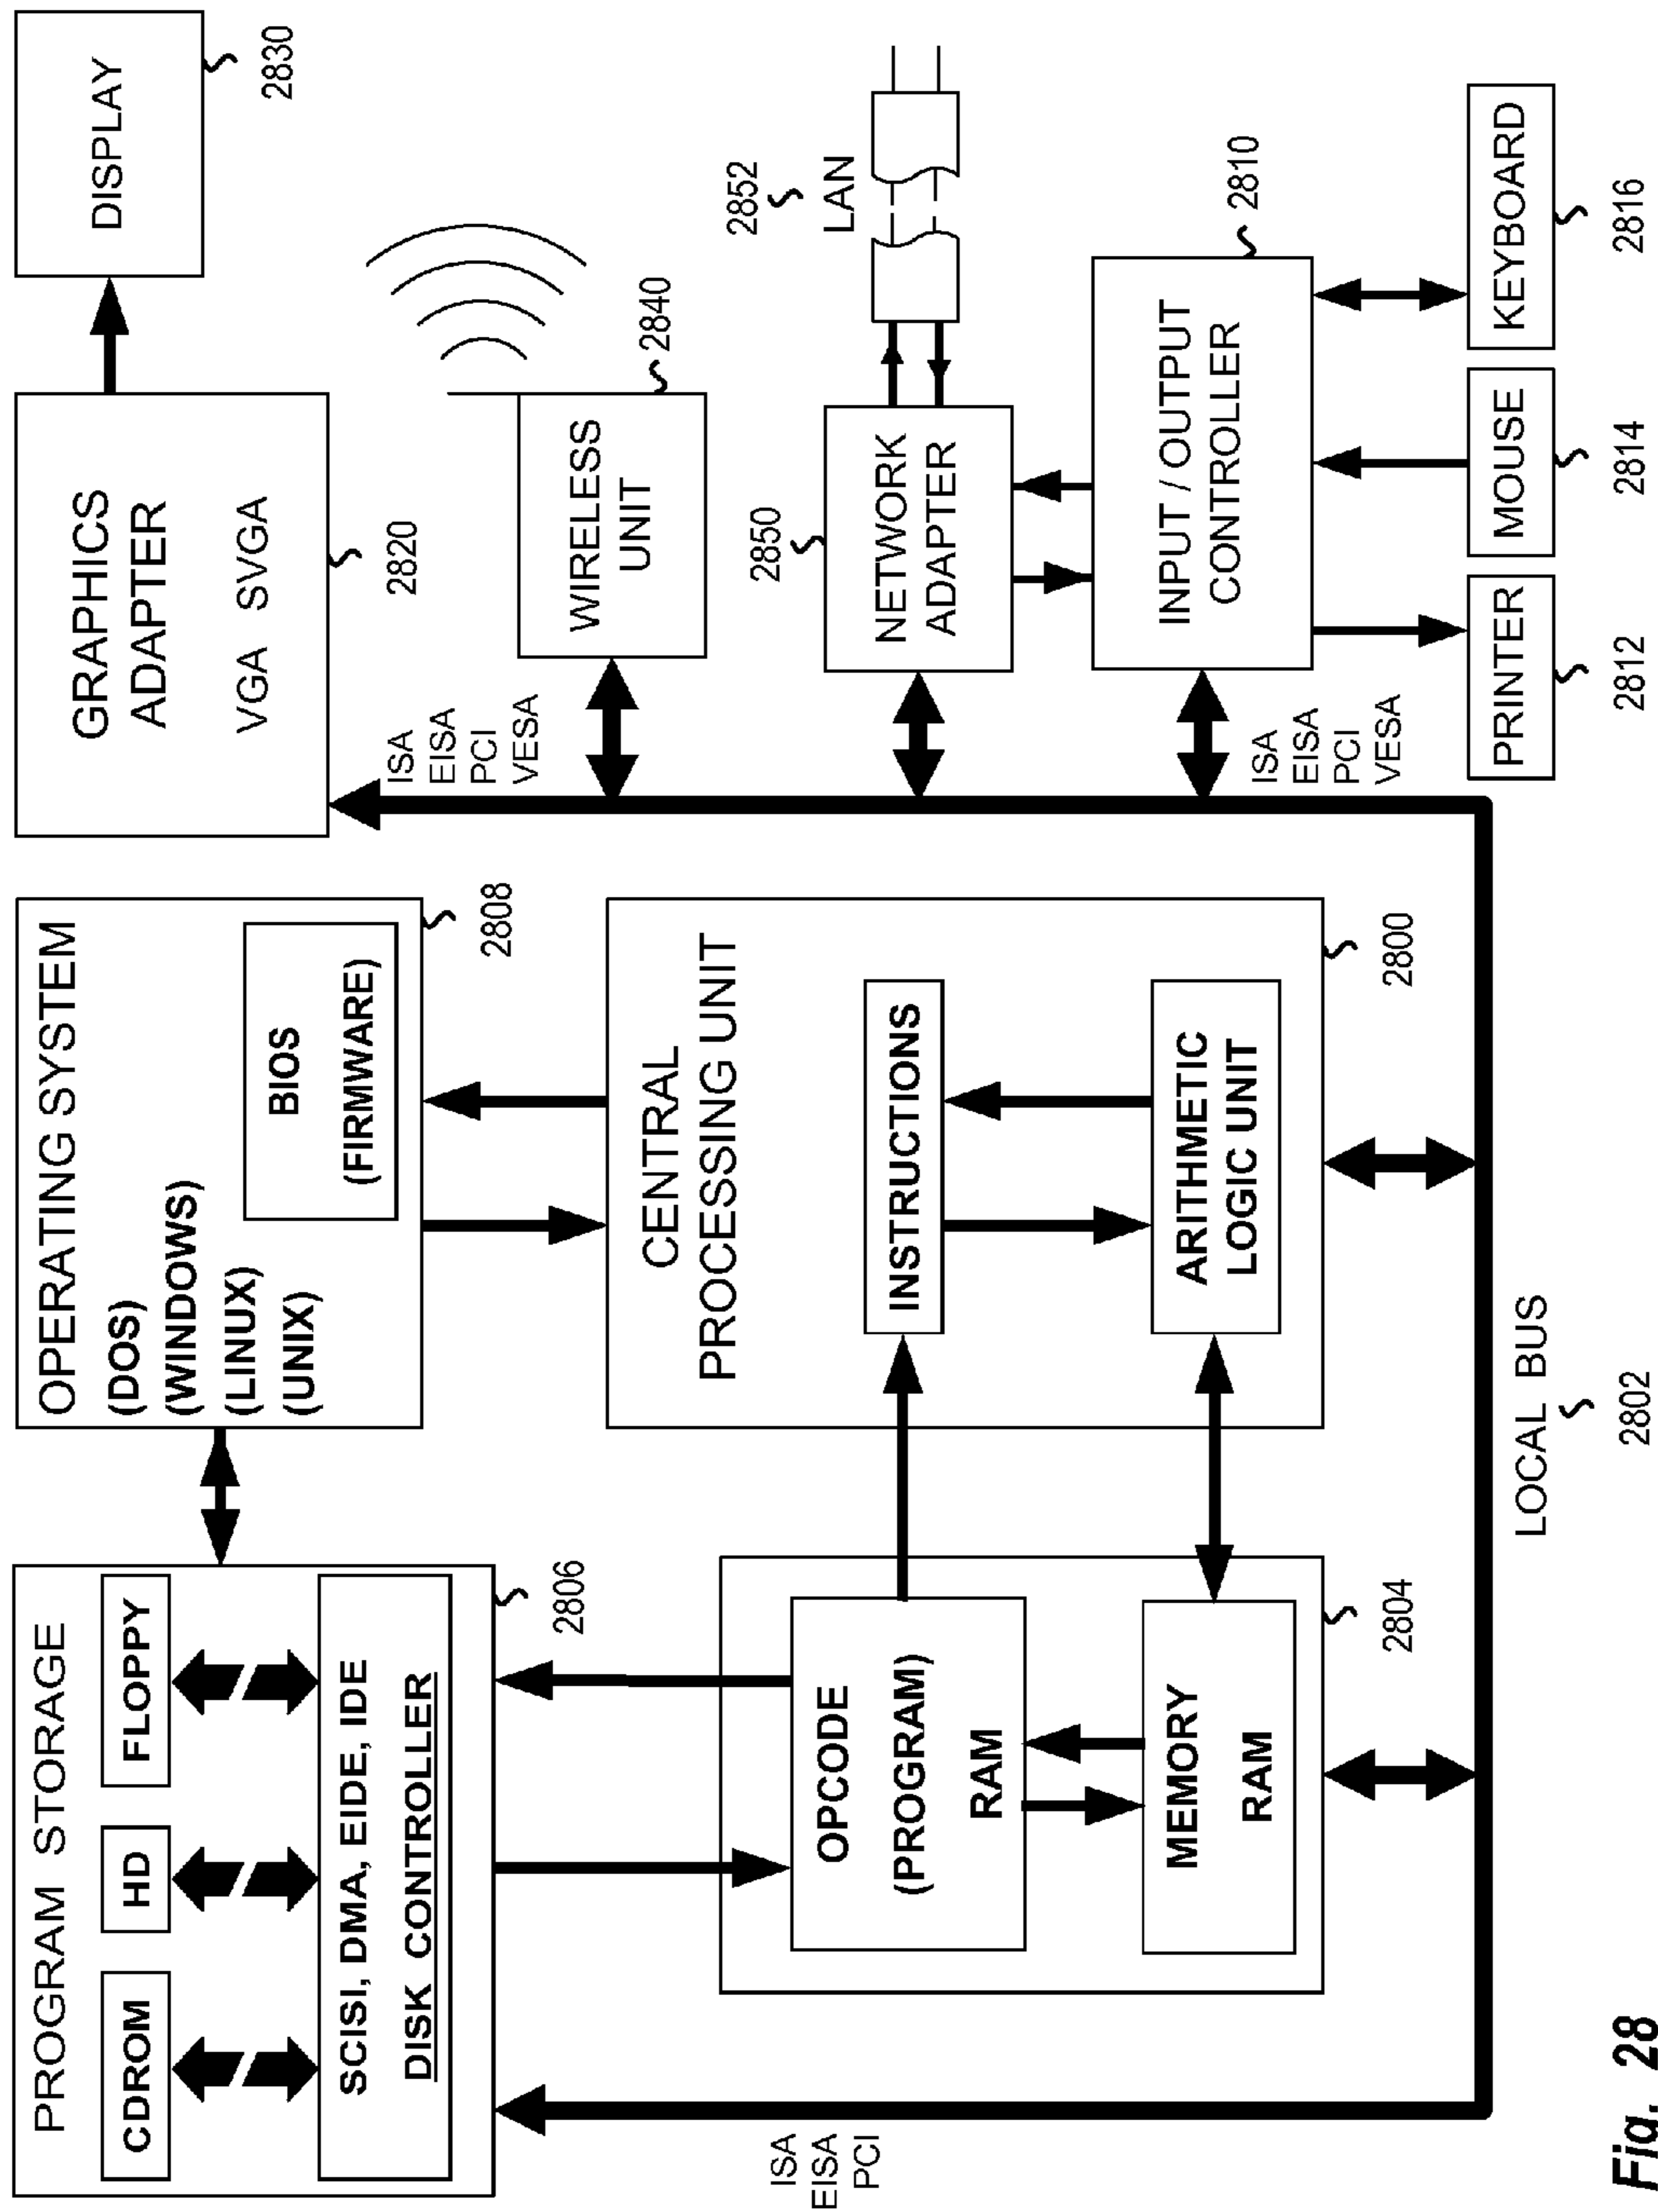 PROGRAM STORAGE
CDROM
HD
FLOPPY
SCISI, DMA, EIDE, IDE
DISK CONTROLLER
2806
OPERATING SYSTEM
(DOS)
(WINDOWS)
(LINUX)
(UNIX)
BIOS
(FIRMWARE)
2808
GRAPHICS
ADAPTER
VGA SVGA
2820
DISPLAY
2830
ISA
EISA
PCI
VESA
WIRELESS
UNIT
2840
CENTRAL
PROCESSING UNIT
INSTRUCTIONS
ARITHMETIC
LOGIC UNIT
2800
OPCODE
(PROGRAM)
RAM
MEMORY
RAM
2804
ISA
EISA
PCI
2850
NETWORK
ADAPTER
2852
LAN
INPUT / OUTPUT
CONTROLLER
2810
ISA
EISA
PCI
VESA
PRINTER
2812
MOUSE
2814
KEYBOARD
2816
LOCAL BUS
2802
Fig. 28